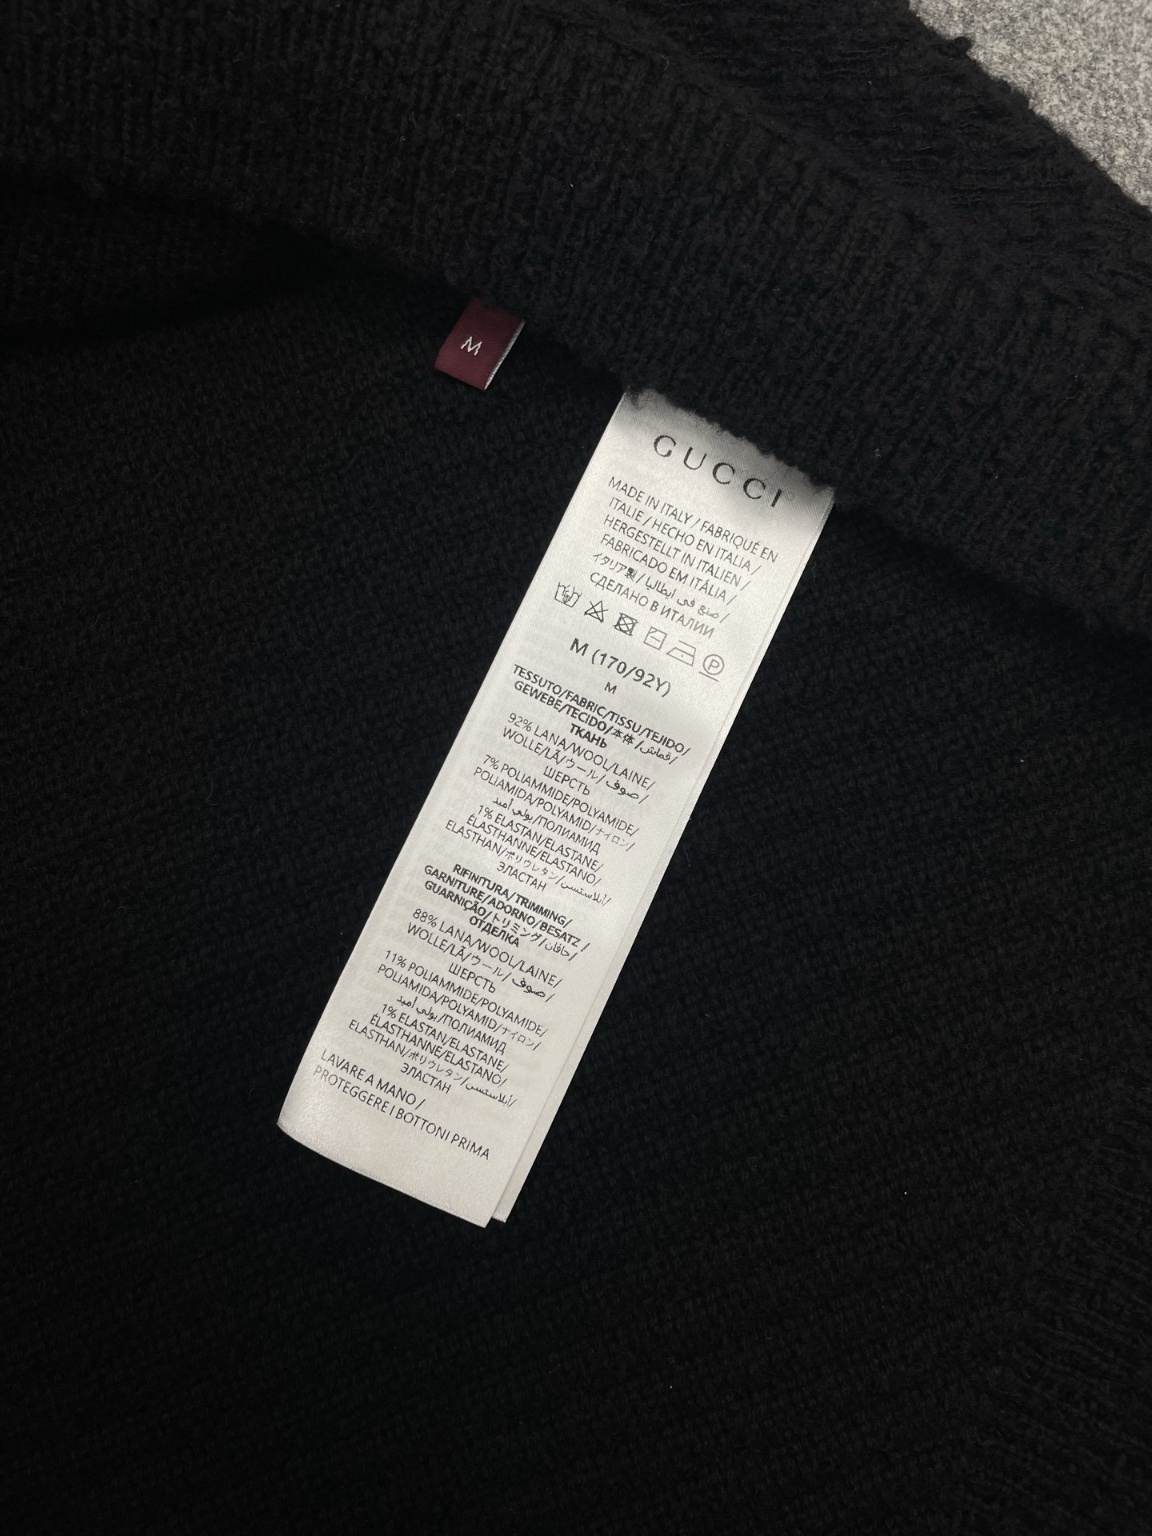 M
GUCCI
MADE IN ITALY / FABRIQUÉ EN
ITALIE / HECHO EN ITALIA /
HERGESTELLT IN ITALIEN /
FABRICADO EM ITÁLIA /
イタリア製 / صنع في ايطاليا /
СДЕЛАНО В ИТАЛИИ
P
M (170/92Y)
M
TESSUTO/FABRIC/TISSU/TEJIDO/
GEWEBE/TECIDO/本体/قماش/
ТКАНЬ
92% LANA/WOOL/LAINE/
WOLLE/LÃ/ウール/صوف/
ШЕРСТЬ
7% POLIAMMIDE/POLYAMIDE/
POLIAMIDA/POLYAMID/ナイロン/
بولي أميد/ПОЛИАМИД
1% ELASTAN/ELASTANE/
ÉLASTHANNE/ELASTANO/
ELASTHAN/ポリウレタン/إيلاستسي/
ЭЛАСТАН
RIFINITURA/TRIMMING/
GARNITURE/ADORNO/BESATZ /
GUARNIÇÃO/トリミング/حافان/
ОТДЕЛКА
88% LANA/WOOL/LAINE/
WOLLE/LÃ/ウール/صوف/
ШЕРСТЬ
11% POLIAMMIDE/POLYAMIDE/
POLIAMIDA/POLYAMID/ナイロン/
بولي أميد/ПОЛИАМИД
1% ELASTAN/ELASTANE/
ÉLASTHANNE/ELASTANO/
ELASTHAN/ポリウレタン/إيلاستسي/
ЭЛАСТАН
LAVARE A MANO /
PROTEGGERE I BOTTONI PRIMA